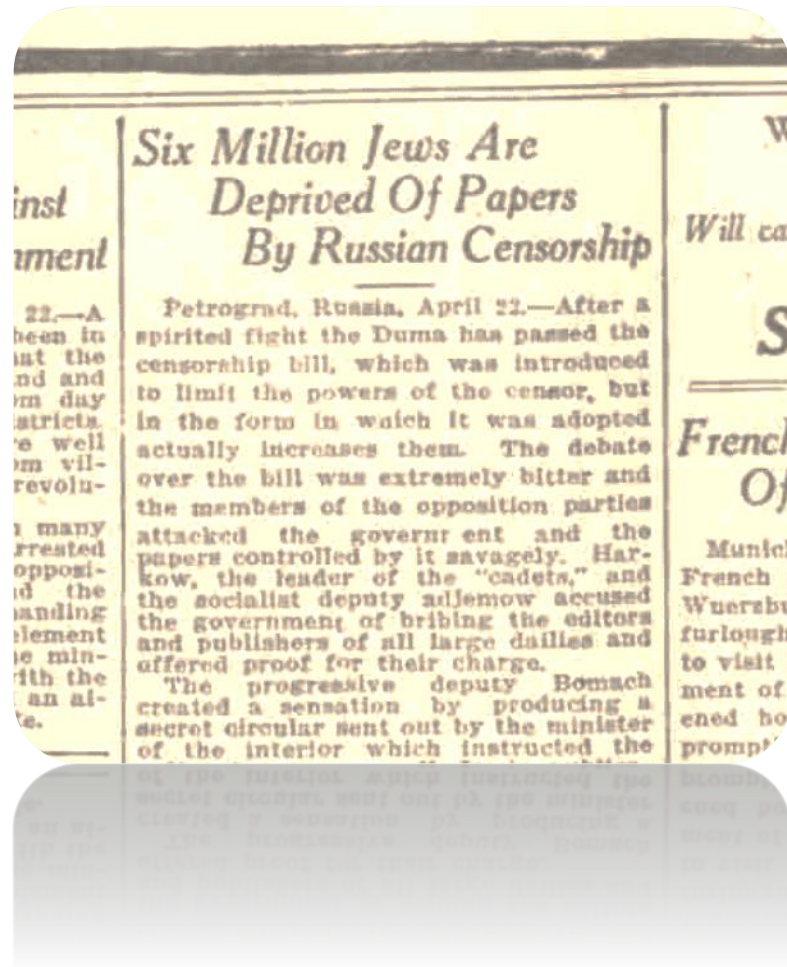 inst
nment
22.—A
been in
at the
nd and
om day
stricts.
re well
om vil-
revolu-
n many
rrested
opposi-
d the
anding
element
e min-
ith the
an al-
te.
Six Million Jews Are
Deprived Of Papers
By Russian Censorship
Petrograd, Russia, April 22.—After a
spirited fight the Duma has passed the
censorship bill, which was introduced
to limit the powers of the censor, but
in the form in which it was adopted
actually increases them. The debate
over the bill was extremely bitter and
the members of the opposition parties
attacked the governr ent and the
papers controlled by it savagely. Har-
kow, the leader of the "cadets," and
the socialist deputy adjemow accused
the government of bribing the editors
and publishers of all large dailies and
offered proof for their charge.
The progressive deputy Bomach
created a sensation by producing a
secret circular sent out by the minister
of the interior which instructed the
W
Will ca
S
French
Of
Munich
French
Wuersbu
furlough
to visit
ment of
ened ho
prompt